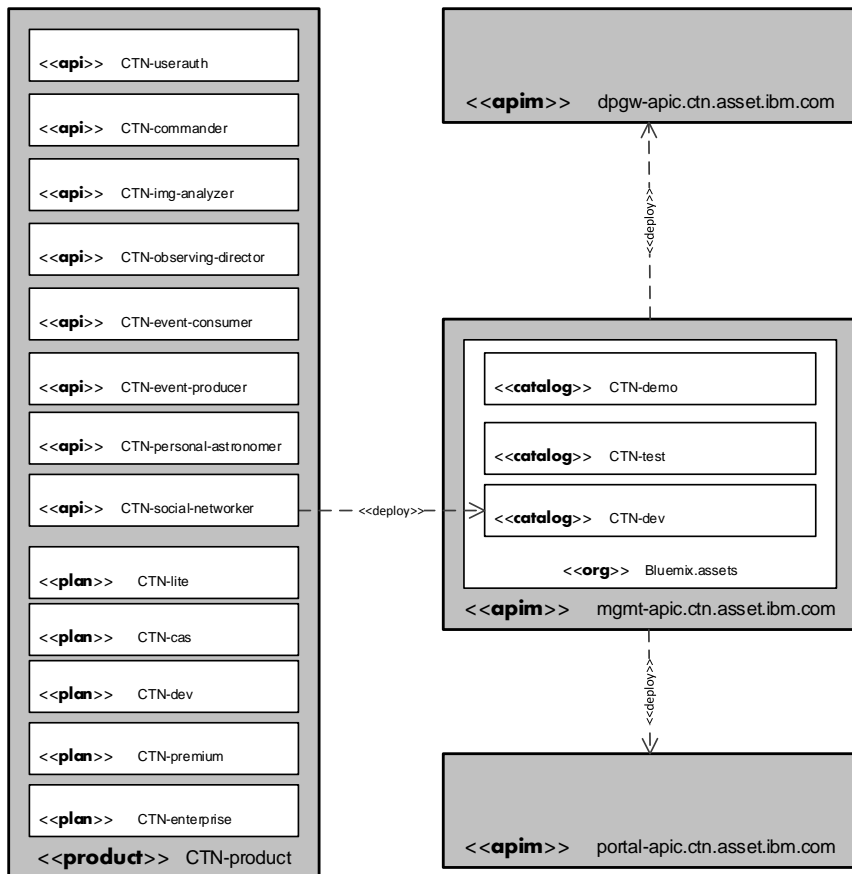 <<api>> CTN-userauth
<<api>> CTN-commander
<<api>> CTN-img-analyzer
<<api>> CTN-observing-director
<<api>> CTN-event-consumer
<<api>> CTN-event-producer
<<api>> CTN-personal-astronomer
<<api>> CTN-social-networker
<<plan>> CTN-lite
<<plan>> CTN-cas
<<plan>> CTN-dev
<<plan>> CTN-premium
<<plan>> CTN-enterprise
<<product>> CTN-product
<<deploy>>
<<apim>> dpgw-apic.ctn.asset.ibm.com
<<deploy>>
<<catalog>> CTN-demo
<<catalog>> CTN-test
<<catalog>> CTN-dev
<<org>> Bluemix.assets
<<apim>> mgmt-apic.ctn.asset.ibm.com
<<deploy>>
<<apim>> portal-apic.ctn.asset.ibm.com